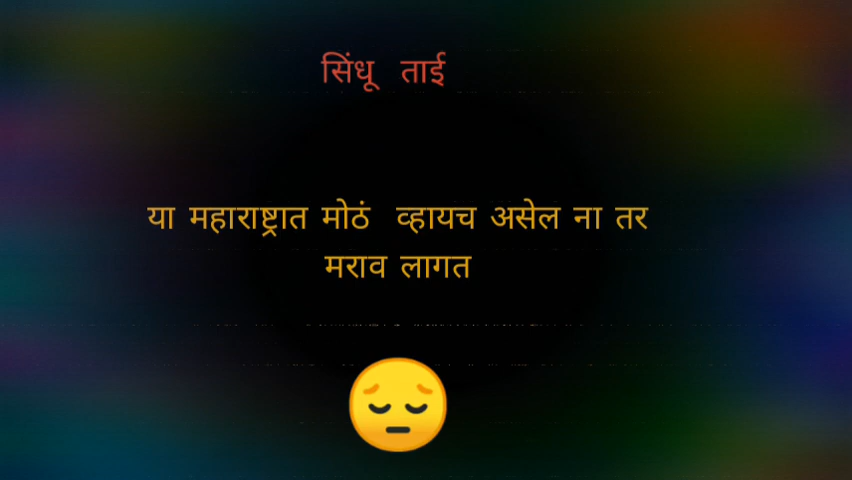 सिंधू ताई
या महाराष्ट्रात मोठं व्हायच असेल ना तर
मराव लागत